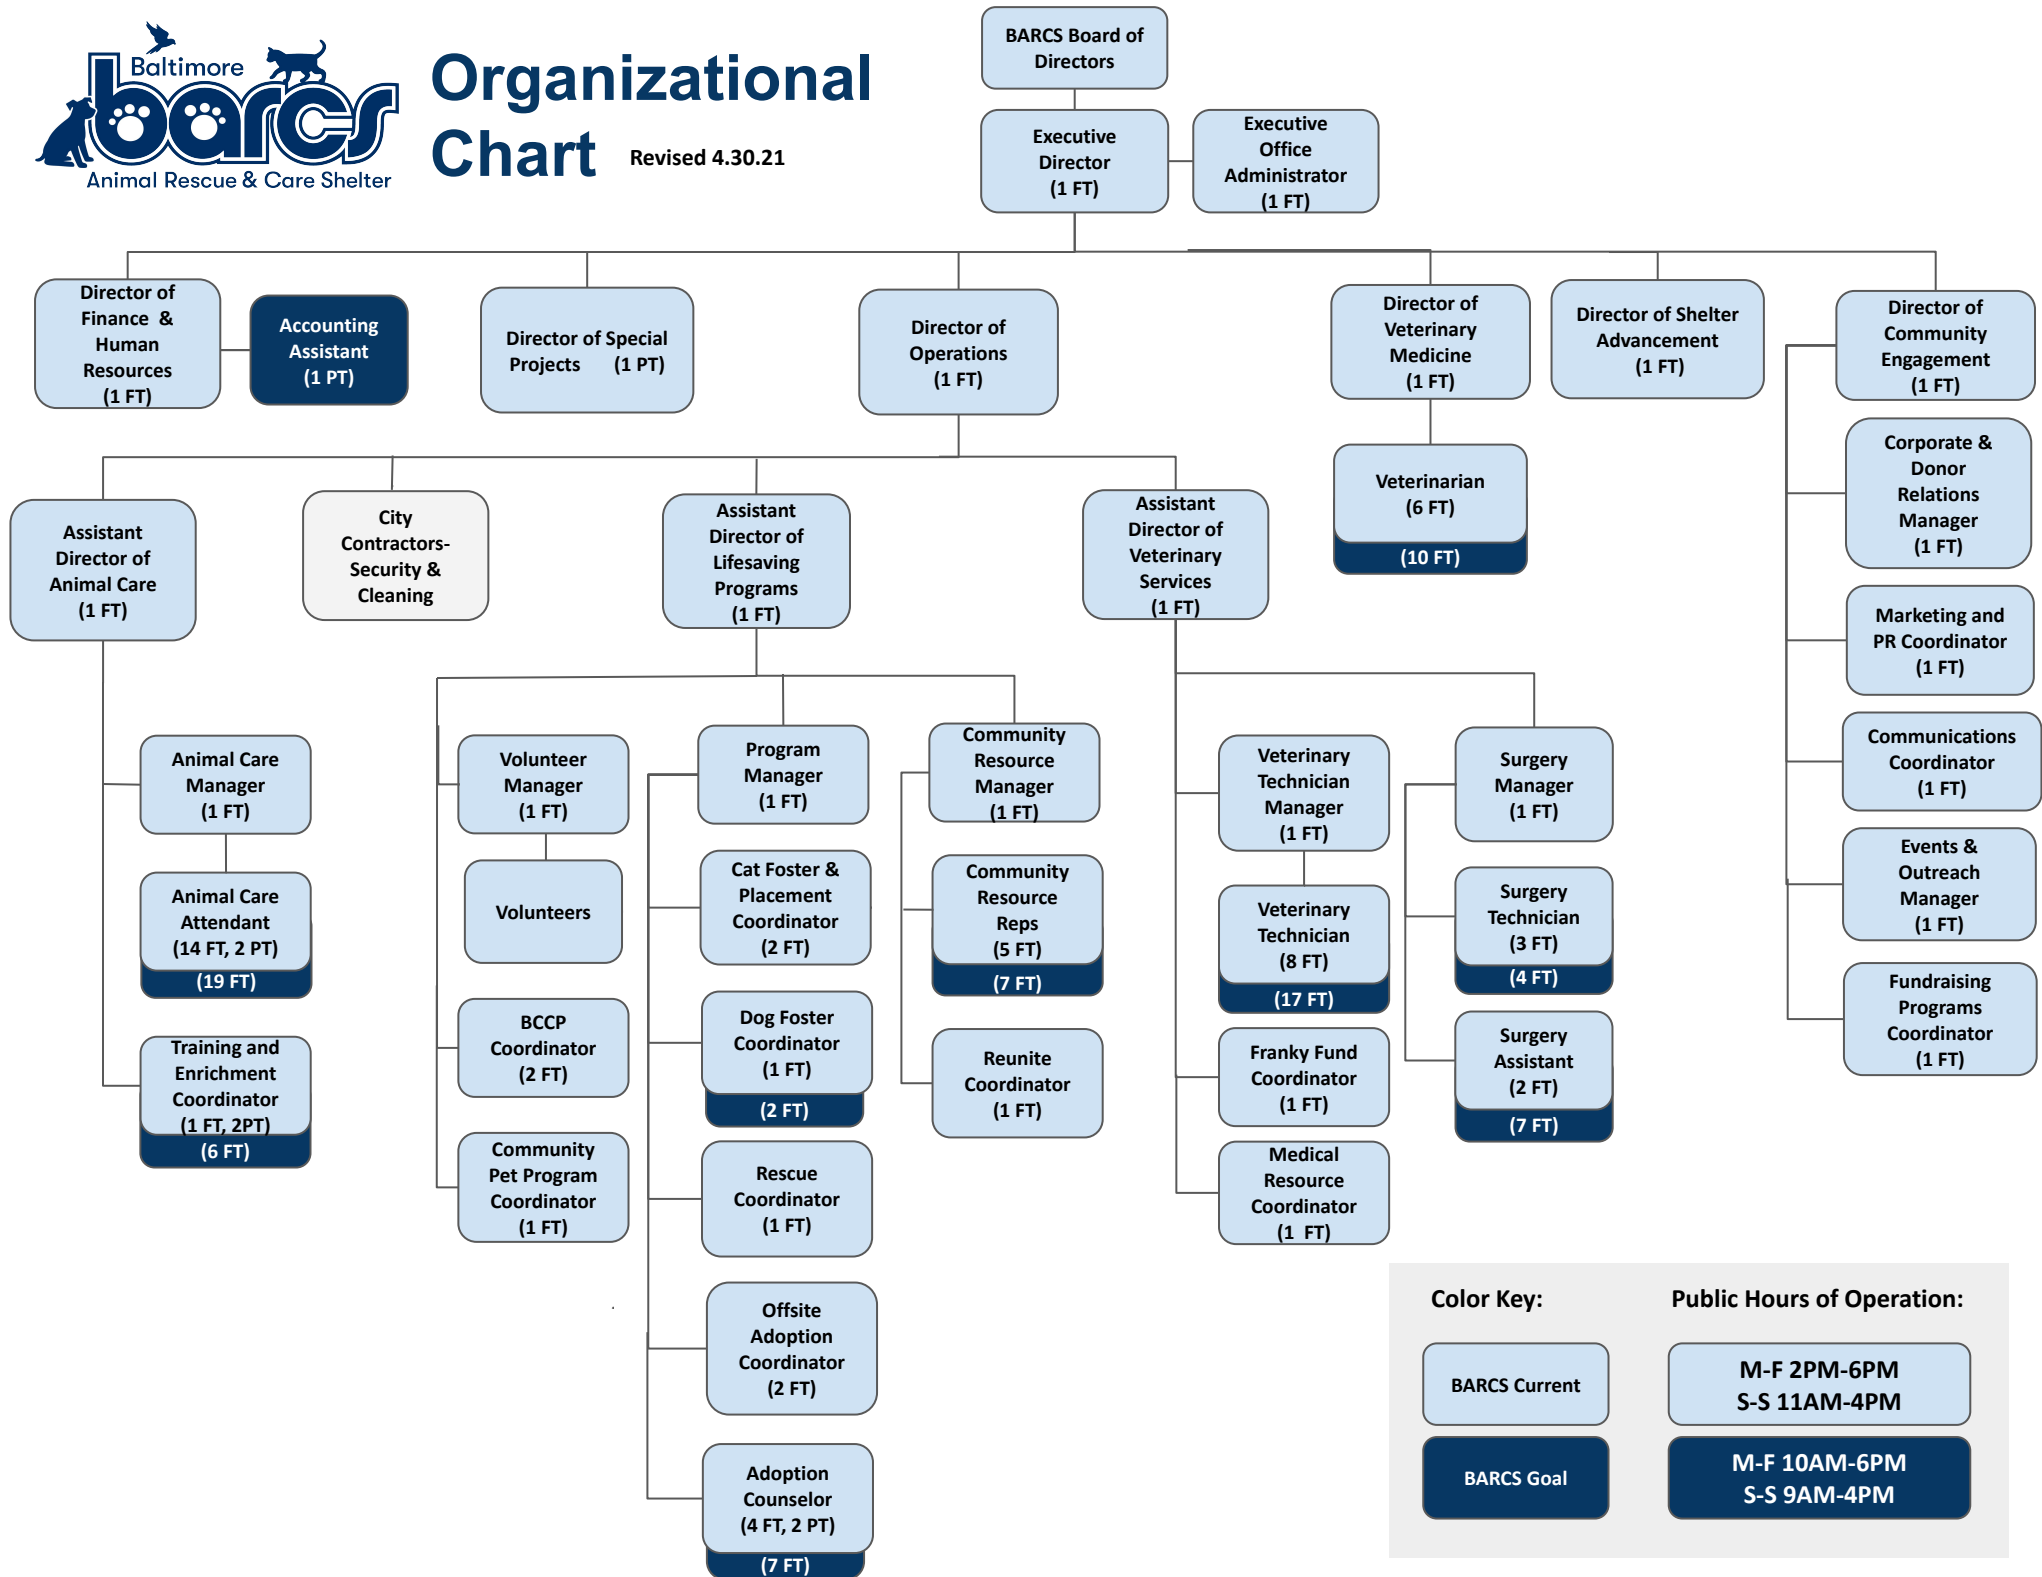 Baltimore
barcs
Animal Rescue & Care Shelter
Organizational
Chart
Revised 4.30.21
BARCS Board of
Directors
Executive
Director
(1 FT)
Executive
Office
Administrator
(1 FT)
Director of
Finance &
Human
Resources
(1 FT)
Accounting
Assistant
(1 PT)
Director of Special
Projects (1 PT)
Director of
Operations
(1 FT)
Director of
Veterinary
Medicine
(1 FT)
Director of Shelter
Advancement
(1 FT)
Director of
Community
Engagement
(1 FT)
Veterinarian
(6 FT)
(10 FT)
Corporate &
Donor
Relations
Manager
(1 FT)
Marketing and
PR Coordinator
(1 FT)
Communications
Coordinator
(1 FT)
Events &
Outreach
Manager
(1 FT)
Fundraising
Programs
Coordinator
(1 FT)
Assistant
Director of
Animal Care
(1 FT)
City
Contractors-
Security &
Cleaning
Assistant
Director of
Lifesaving
Programs
(1 FT)
Assistant
Director of
Veterinary
Services
(1 FT)
Animal Care
Manager
(1 FT)
Animal Care
Attendant
(14 FT, 2 PT)
(19 FT)
Training and
Enrichment
Coordinator
(1 FT, 2PT)
(6 FT)
Volunteer
Manager
(1 FT)
Volunteers
BCCP
Coordinator
(2 FT)
Community
Pet Program
Coordinator
(1 FT)
Program
Manager
(1 FT)
Cat Foster &
Placement
Coordinator
(2 FT)
Dog Foster
Coordinator
(1 FT)
(2 FT)
Rescue
Coordinator
(1 FT)
Offsite
Adoption
Coordinator
(2 FT)
Adoption
Counselor
(4 FT, 2 PT)
(7 FT)
Community
Resource
Manager
(1 FT)
Community
Resource
Reps
(5 FT)
(7 FT)
Reunite
Coordinator
(1 FT)
Veterinary
Technician
Manager
(1 FT)
Veterinary
Technician
(8 FT)
(17 FT)
Franky Fund
Coordinator
(1 FT)
Medical
Resource
Coordinator
(1 FT)
Surgery
Manager
(1 FT)
Surgery
Technician
(3 FT)
(4 FT)
Surgery
Assistant
(2 FT)
(7 FT)
Color Key:
BARCS Current
BARCS Goal
Public Hours of Operation:
M-F 2PM-6PM
S-S 11AM-4PM
M-F 10AM-6PM
S-S 9AM-4PM